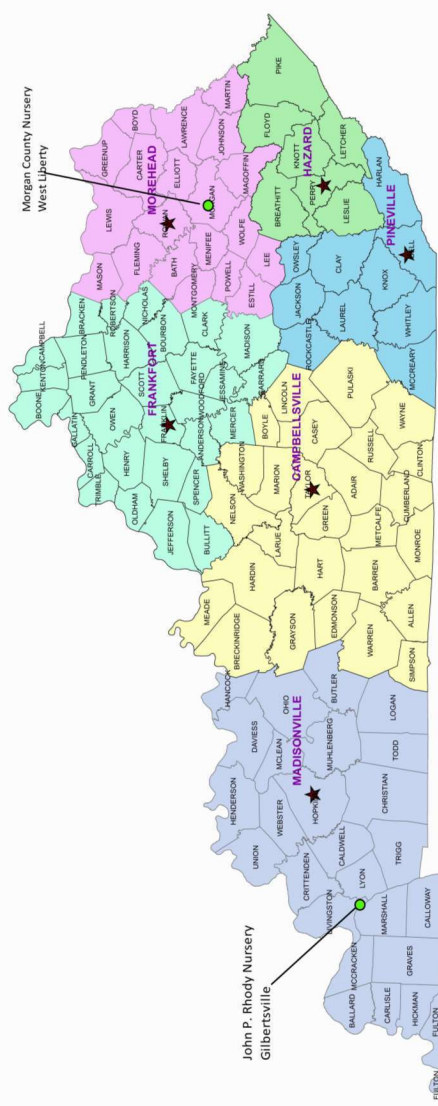 John P. Rhody Nursery
Gilbertsville
Morgan County Nursery
West Liberty
MADISONVILLE
CAMPBELLSVILLE
FRANKFORT
MOREHEAD
HAZARD
PINEVILLE
FULTON
FULTON
HICKMAN
CARLISLE
BALLARD
MCCRACKEN
GRAVES
CALLOWAY
MARSHALL
LIVINGSTON
LYON
TRIGG
CALDWELL
CRITTENDEN
UNION
WEBSTER
HENDERSON
HOPKI
CHRISTIAN
TODD
LOGAN
MUHLENBERG
MCLEAN
DAVIESS
OHIO
BUTLER
HANCOCK
BRECKINRIDGE
MEADE
GRAYSON
HARDIN
EDMONSON
WARREN
SIMPSON
ALLEN
BARREN
HART
LARUE
NELSON
WASHINGTON
MARION
GREEN
TAYLOR
METCALFE
MONROE
CUMBERLAND
ADAIR
CLINTON
RUSSELL
CASEY
BOYLE
LINCOLN
PULASKI
WAYNE
BULLITT
JEFFERSON
OLDHAM
TRIMBLE
CARROLL
GALLATIN
HENRY
SHELBY
SPENCER
ANDERSON
FRANKLIN
OWEN
GRANT
BOONE
KENTON
CAMPBELL
PENDLETON
BRACKEN
ROBERTSON
HARRISON
SCOTT
NICHOLAS
BOURBON
WOODFORD
FAYETTE
JESSAMINE
MERCER
GARRARD
MADISON
CLARK
MASON
LEWIS
FLEMING
BATH
MONTGOMERY
MENIFEE
POWELL
ESTILL
LEE
WOLFE
ROWAN
MORGAN
ELLIOTT
CARTER
GREENUP
BOYD
LAWRENCE
JOHNSON
MAGOFFIN
MARTIN
PIKE
FLOYD
KNOTT
BREATHITT
PERRY
LETCHER
LESLIE
OWSLEY
JACKSON
ROCKCASTLE
LAUREL
CLAY
KNOX
WHITLEY
MCCREARY
HARLAN